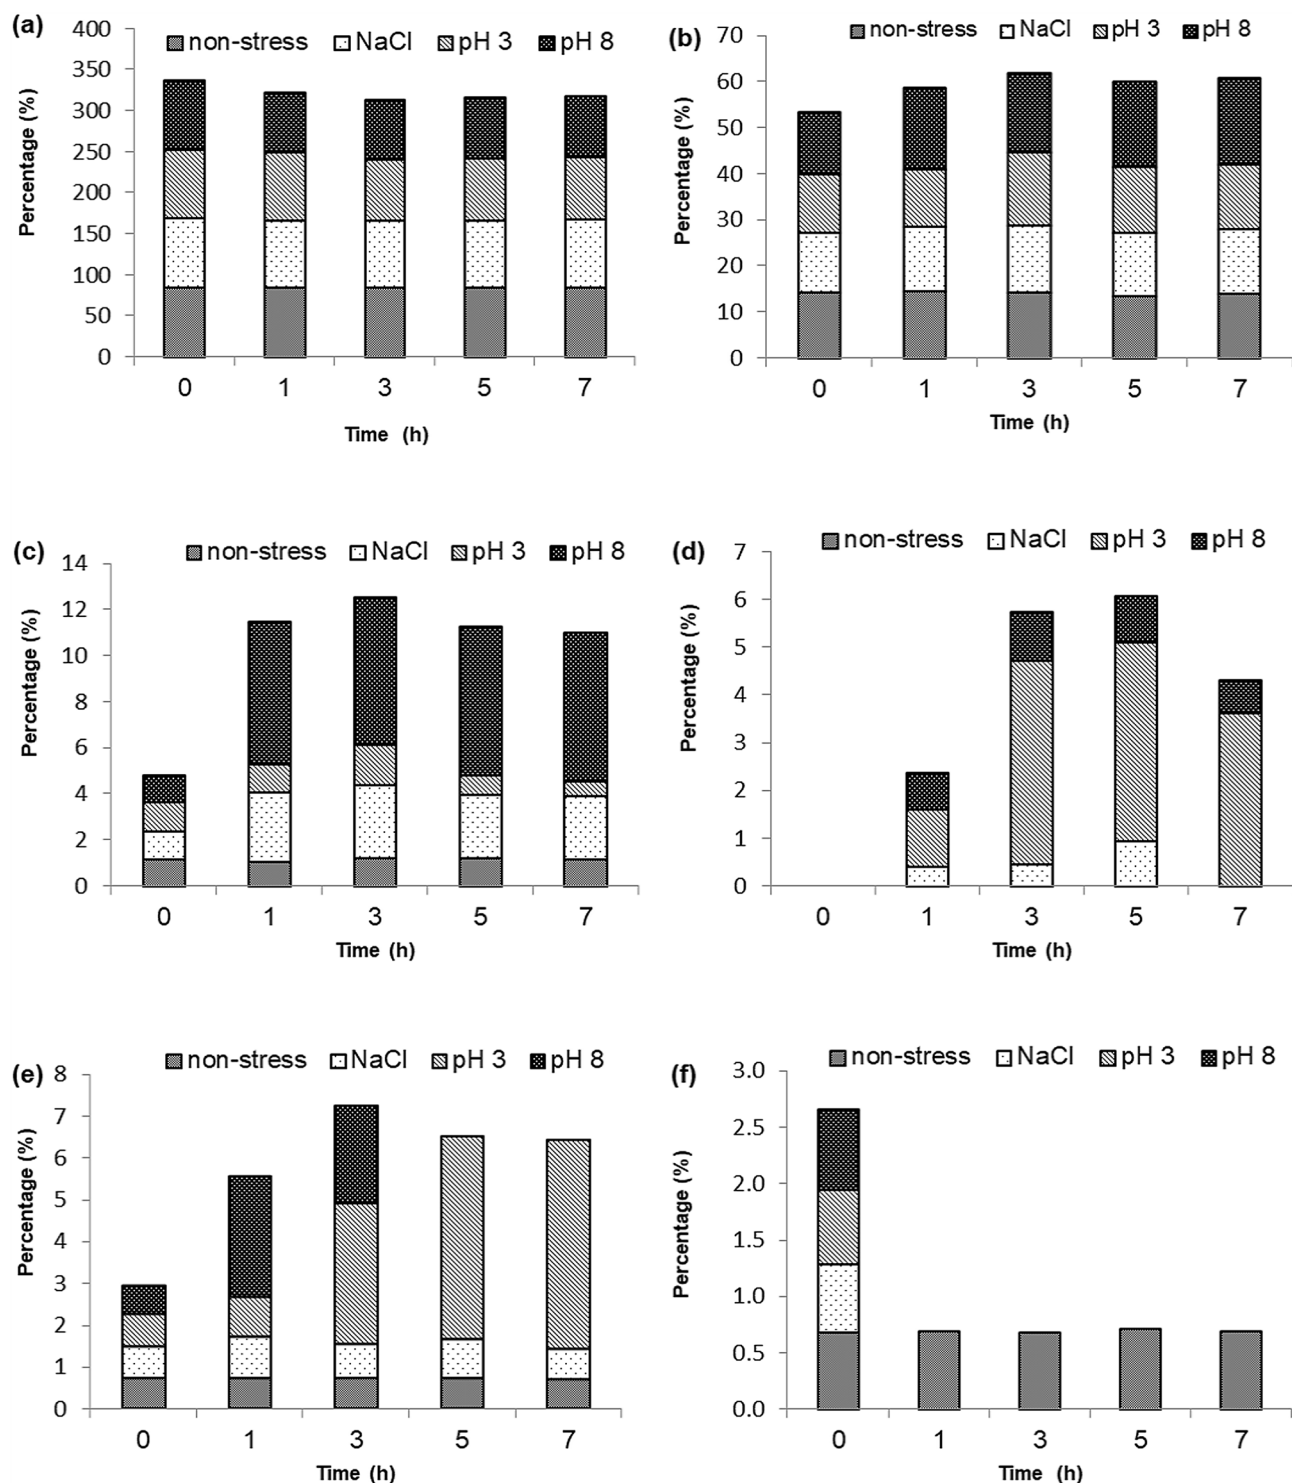 (a)
non-stress NaCl pH 3 pH 8
400
350
300
250
200
150
100
50
0
Percentage (%)
0 1 3 5 7
Time (h)
(b)
non-stress NaCl pH 3 pH 8
70
60
50
40
30
20
10
0
Percentage (%)
0 1 3 5 7
Time (h)
(c)
non-stress NaCl pH 3 pH 8
14
12
10
8
6
4
2
0
Percentage (%)
0 1 3 5 7
Time (h)
(d)
non-stress NaCl pH 3 pH 8
7
6
5
4
3
2
1
0
Percentage (%)
0 1 3 5 7
Time (h)
(e)
non-stress NaCl pH 3 pH 8
8
7
6
5
4
3
2
1
0
Percentage (%)
0 1 3 5 7
Time (h)
(f)
non-stress NaCl pH 3 pH 8
3.0
2.5
2.0
1.5
1.0
0.5
0.0
Percentage (%)
0 1 3 5 7
Time (h)